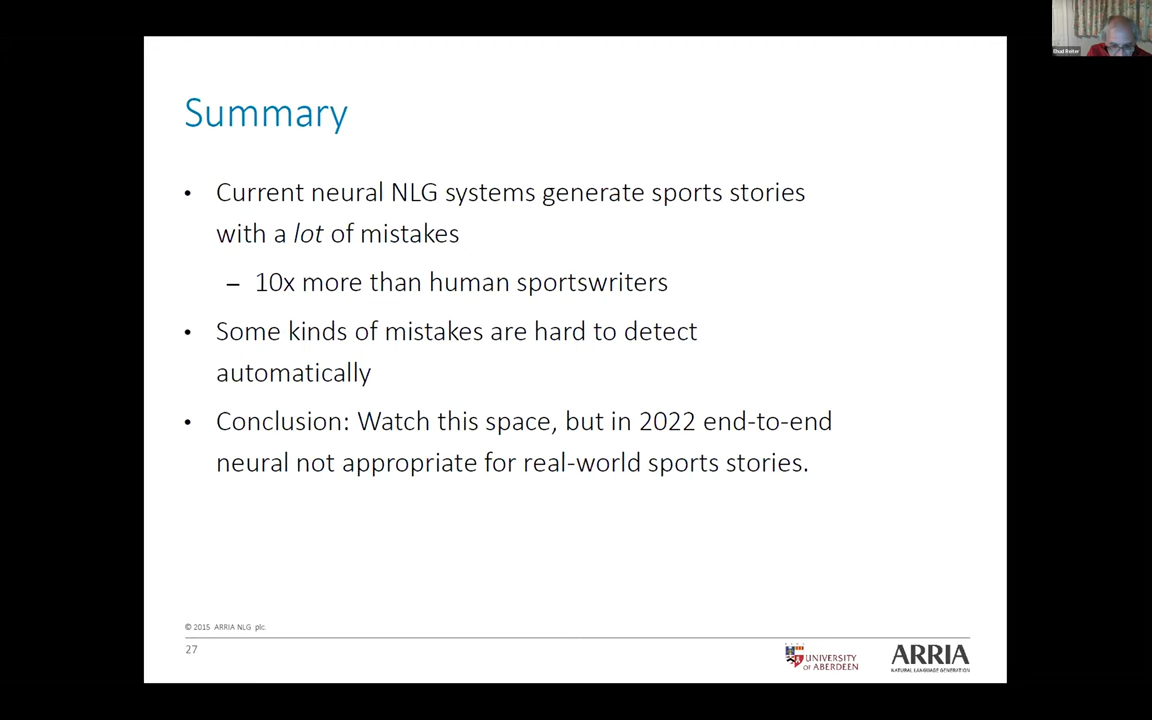 Ehud Reiter
Summary
• Current neural NLG systems generate sports stories
with a lot of mistakes
– 10x more than human sportswriters
• Some kinds of mistakes are hard to detect
automatically
• Conclusion: Watch this space, but in 2022 end-to-end
neural not appropriate for real-world sports stories.
© 2015 ARRIA NLG plc.
27
UNIVERSITY
OF ABERDEEN
ARRIA
NATURAL LANGUAGE GENERATION